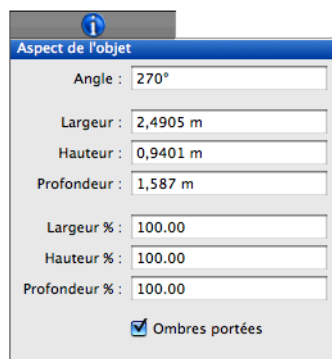 Aspect de l'objet
Angle : 270°
Largeur : 2,4905 m
Hauteur : 0,9401 m
Profondeur : 1,587 m
Largeur % : 100.00
Hauteur % : 100.00
Profondeur % : 100.00
Ombres portées